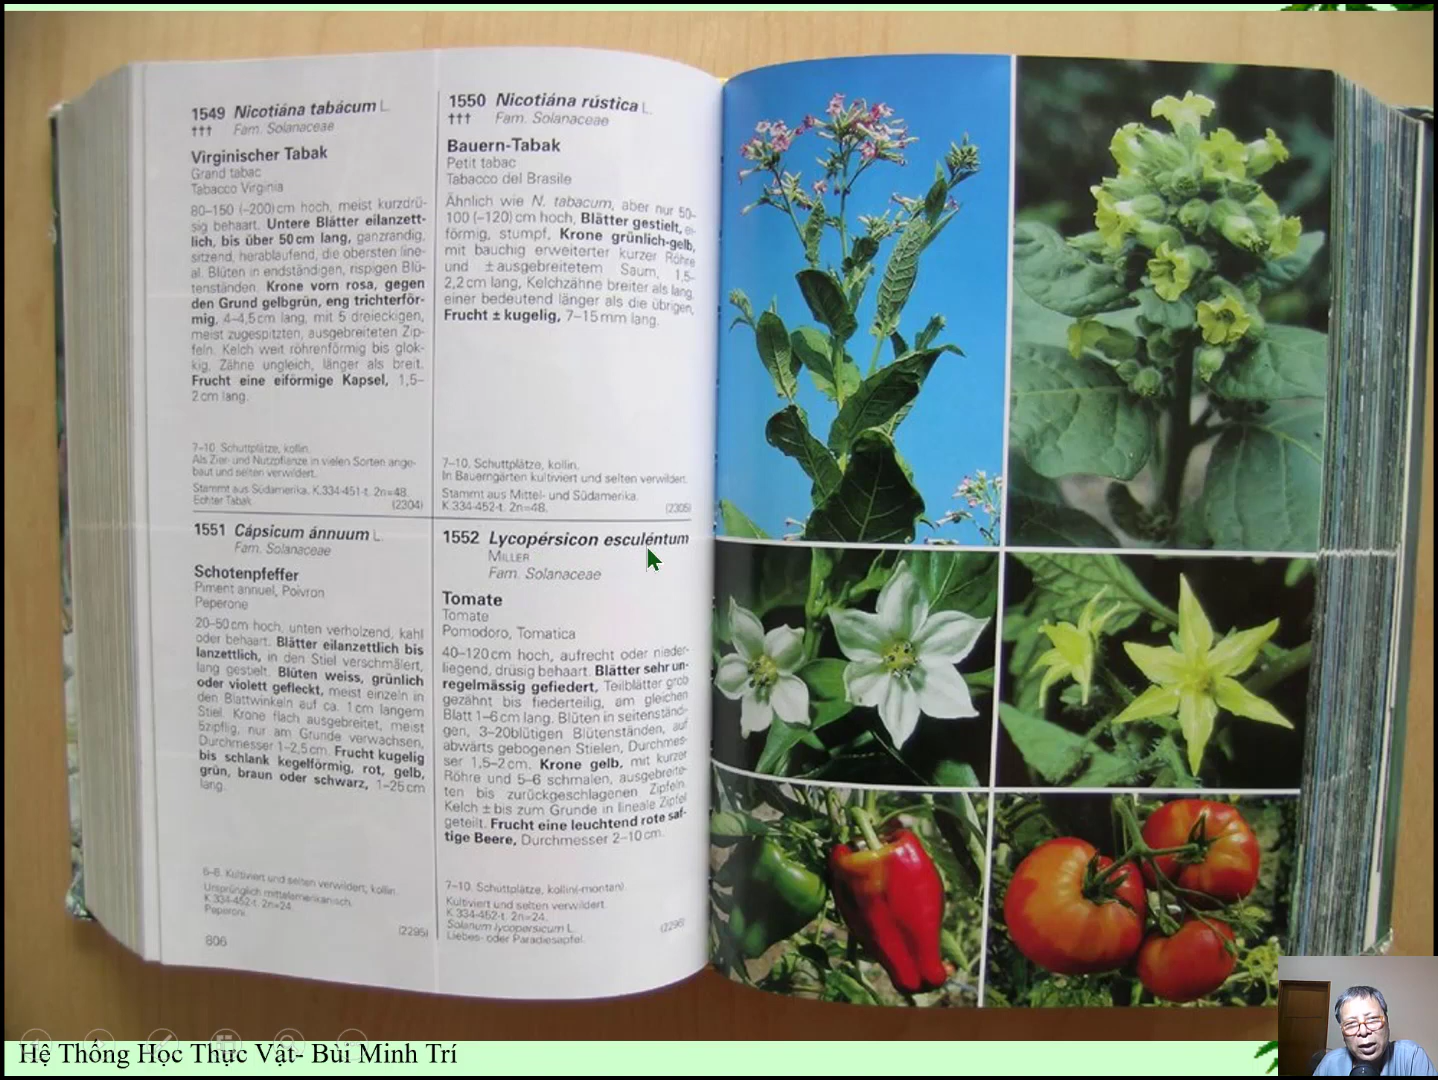 1549 Nicotiána tabácum L.
††† Fam. Solanaceae
Virginischer Tabak
Grand tabac
Tabacco Virginia
80–150 (–200) cm hoch, meist kurzdrü-
sig behaart. Untere Blätter eilanzett-
lich, bis über 50 cm lang, ganzrandig,
sitzend, herablaufend, die obersten line-
al. Blüten in endständigen, rispigen Blü-
tenständen. Krone vorn rosa, gegen
den Grund gelbgrün, eng trichterför-
mig, 4–4,5 cm lang, mit 5 dreieckigen,
meist zugespitzten, ausgebreiteten Zip-
feln. Kelch weit röhrenförmig bis glok-
kig, Zähne ungleich, länger als breit.
Frucht eine eiförmige Kapsel, 1,5–
2 cm lang.
7–10. Schuttplätze, kollin.
Als Zier- und Nutzpflanze in vielen Sorten ange-
baut und selten verwildert.
Stammt aus Südamerika. K.334-451-t. 2n=48.
Echter Tabak (2304)
1550 Nicotiána rústica L.
††† Fam. Solanaceae
Bauern-Tabak
Petit tabac
Tabacco del Brasile
Ähnlich wie N. tabacum, aber nur 50–
100 (–120) cm hoch, Blätter gestielt, ei-
förmig, stumpf, Krone grünlich-gelb,
mit bauchig erweiterter kurzer Röhre
und ± ausgebreitetem Saum, 1,5–
2,2 cm lang, Kelchzähne breiter als lang,
einer bedeutend länger als die übrigen,
Frucht ± kugelig, 7–15 mm lang.
7–10. Schuttplätze, kollin.
In Bauerngärten kultiviert und selten verwildert.
Stammt aus Mittel- und Südamerika.
K.334-452-t. 2n=48. (2305)
1551 Cápsicum ánnuum L.
Fam. Solanaceae
Schotenpfeffer
Piment annuel, Poivron
Peperone
20–50 cm hoch, unten verholzend, kahl
oder behaart. Blätter eilanzettlich bis
lanzettlich, in den Stiel verschmälert,
lang gestielt. Blüten weiss, grünlich
oder violett gefleckt, meist einzeln in
den Blattwinkeln auf ca. 1 cm langem
Stiel. Krone flach ausgebreitet, meist
5zipflig, nur am Grunde verwachsen,
Durchmesser 1–2,5 cm. Frucht kugelig
bis schlank kegelförmig, rot, gelb,
grün, braun oder schwarz, 1–25 cm
lang.
6–8. Kultiviert und selten verwildert, kollin.
Ursprünglich mittelamerikanisch.
K.334-452-t. 2n=24.
Peperoni. (2295)
806
1552 Lycopérsicon esculéntum
MILLER
Fam. Solanaceae
Tomate
Tomate
Pomodoro, Tomatica
40–120 cm hoch, aufrecht oder nieder-
liegend, drüsig behaart. Blätter sehr un-
regelmässig gefiedert, Teilblätter grob
gezähnt bis fiederteilig, am gleichen
Blatt 1–6 cm lang. Blüten in seitenständi-
gen, 3–20blütigen Blütenständen, auf
abwärts gebogenen Stielen, Durchmes-
ser 1,5–2 cm. Krone gelb, mit kurzer
Röhre und 5–6 schmalen, ausgebreite-
ten bis zurückgeschlagenen Zipfeln.
Kelch ± bis zum Grunde in lineale Zipfel
geteilt. Frucht eine leuchtend rote saf-
tige Beere, Durchmesser 2–10 cm.
7–10. Schuttplätze, kollin(-montan).
Kultiviert und selten verwildert.
K.334-452-t. 2n=24. (2296)
Solanum lycopersicum L.
Liebes- oder Paradiesapfel.
Hệ Thống Học Thực Vật- Bùi Minh Trí